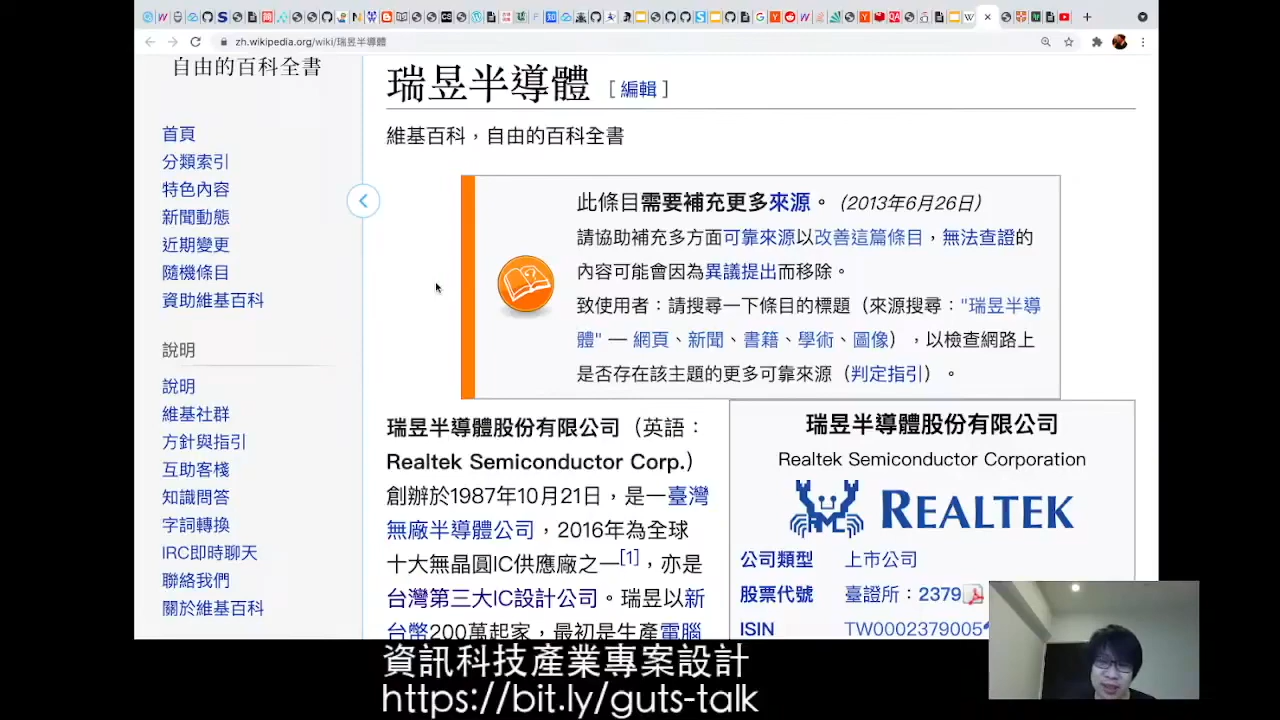 zh.wikipedia.org/wiki/瑞昱半導體
自由的百科全書
首頁
分類索引
特色內容
新聞動態
近期變更
隨機條目
資助維基百科
說明
說明
維基社群
方針與指引
互助客棧
知識問答
字詞轉換
IRC即時聊天
聯絡我們
關於維基百科
瑞昱半導體 [編輯]
維基百科，自由的百科全書
此條目需要補充更多來源。 (2013年6月26日)
請協助補充多方面可靠來源以改善這篇條目，無法查證的
內容可能會因為異議提出而移除。
致使用者：請搜尋一下條目的標題（來源搜尋："瑞昱半導
體" — 網頁、新聞、書籍、學術、圖像），以檢查網路上
是否存在該主題的更多可靠來源（判定指引）。
瑞昱半導體股份有限公司（英語：
Realtek Semiconductor Corp.）
創辦於1987年10月21日，是一臺灣
無廠半導體公司，2016年為全球
十大無晶圓IC供應廠之一[1]，亦是
台灣第三大IC設計公司。瑞昱以新
台幣200萬起家，最初是生產電腦
瑞昱半導體股份有限公司
Realtek Semiconductor Corporation
REALTEK
公司類型 上市公司
股票代號 臺證所：2379
ISIN TW0002379005
資訊科技產業專案設計
https://bit.ly/guts-talk